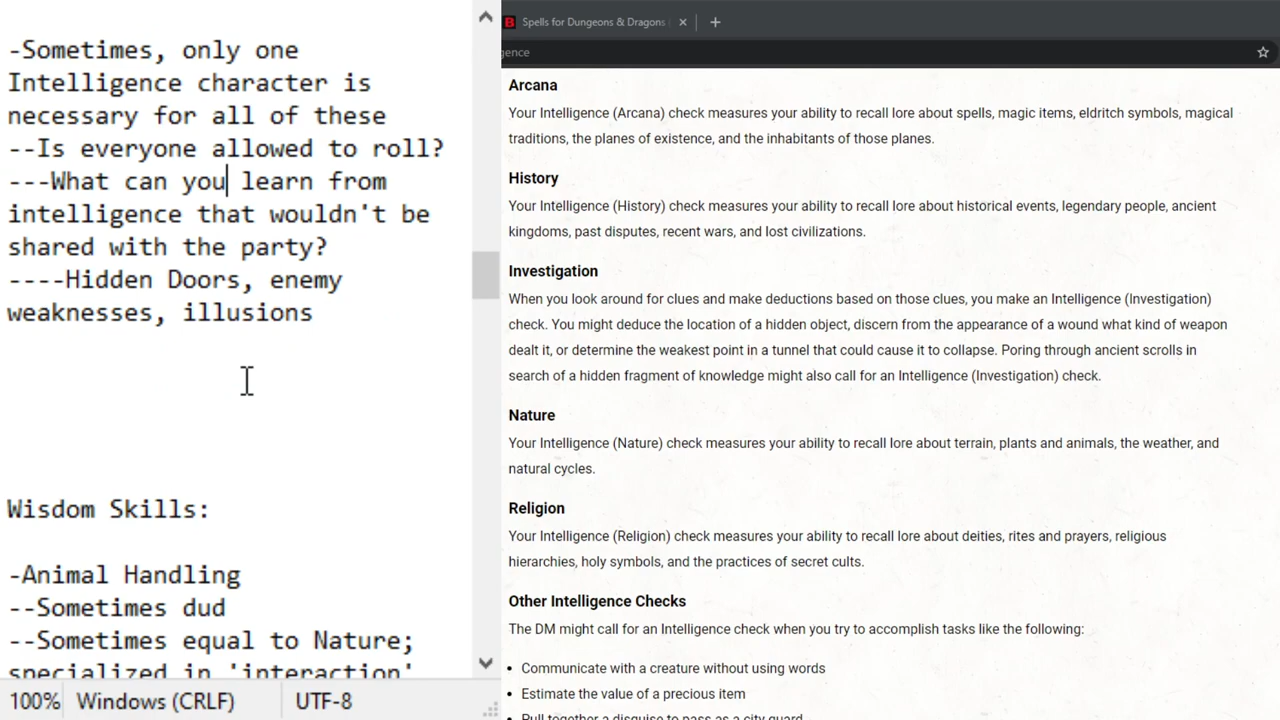 -Sometimes, only one
Intelligence character is
necessary for all of these
--Is everyone allowed to roll?
---What can you learn from
intelligence that wouldn't be
shared with the party?
----Hidden Doors, enemy
weaknesses, illusions
Wisdom Skills:
-Animal Handling
--Sometimes dud
--Sometimes equal to Nature;
specialized in 'interaction'
100% Windows (CRLF) UTF-8
B Spells for Dungeons & Dragons
gence
Arcana
Your Intelligence (Arcana) check measures your ability to recall lore about spells, magic items, eldritch symbols, magical
traditions, the planes of existence, and the inhabitants of those planes.
History
Your Intelligence (History) check measures your ability to recall lore about historical events, legendary people, ancient
kingdoms, past disputes, recent wars, and lost civilizations.
Investigation
When you look around for clues and make deductions based on those clues, you make an Intelligence (Investigation)
check. You might deduce the location of a hidden object, discern from the appearance of a wound what kind of weapon
dealt it, or determine the weakest point in a tunnel that could cause it to collapse. Poring through ancient scrolls in
search of a hidden fragment of knowledge might also call for an Intelligence (Investigation) check.
Nature
Your Intelligence (Nature) check measures your ability to recall lore about terrain, plants and animals, the weather, and
natural cycles.
Religion
Your Intelligence (Religion) check measures your ability to recall lore about deities, rites and prayers, religious
hierarchies, holy symbols, and the practices of secret cults.
Other Intelligence Checks
The DM might call for an Intelligence check when you try to accomplish tasks like the following:
• Communicate with a creature without using words
• Estimate the value of a precious item
• Pull together a disguise to pass as a city guard